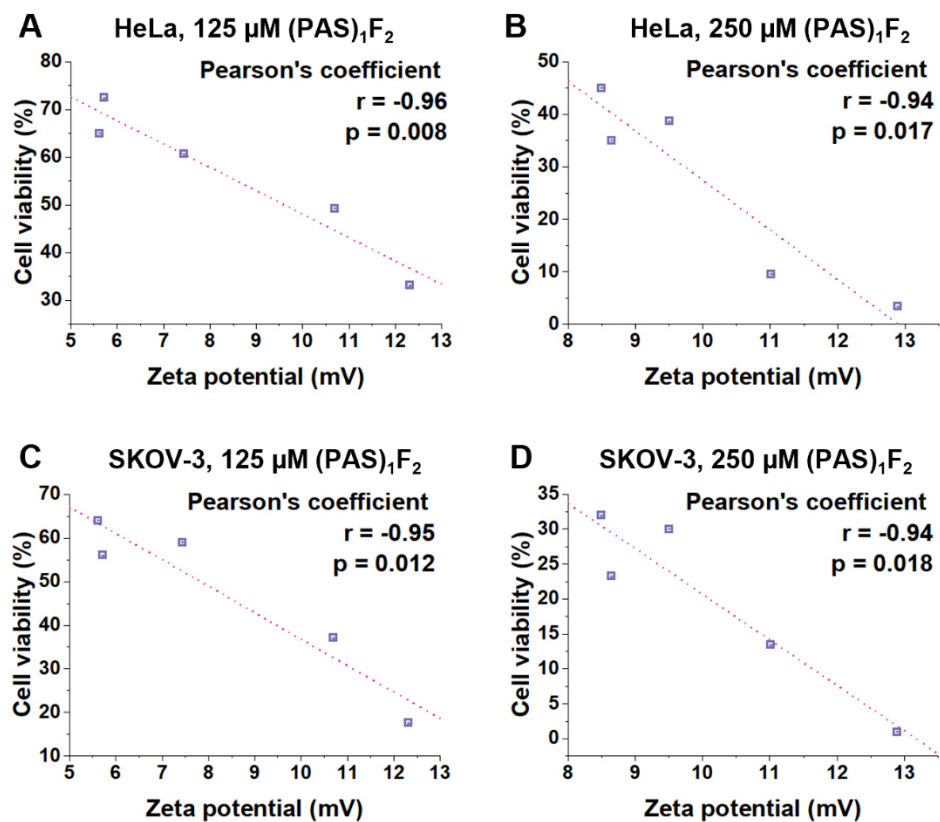 A HeLa, 125 µM (PAS)₁F₂
Pearson's coefficient
r = -0.96
p = 0.008
Cell viability (%)
80
70
60
50
40
30
5 6 7 8 9 10 11 12 13
Zeta potential (mV)
B HeLa, 250 µM (PAS)₁F₂
Pearson's coefficient
r = -0.94
p = 0.017
Cell viability (%)
50
40
30
20
10
0
8 9 10 11 12 13
Zeta potential (mV)
C SKOV-3, 125 µM (PAS)₁F₂
Pearson's coefficient
r = -0.95
p = 0.012
Cell viability (%)
70
60
50
40
30
20
10
5 6 7 8 9 10 11 12 13
Zeta potential (mV)
D SKOV-3, 250 µM (PAS)₁F₂
Pearson's coefficient
r = -0.94
p = 0.018
Cell viability (%)
35
30
25
20
15
10
5
0
8 9 10 11 12 13
Zeta potential (mV)